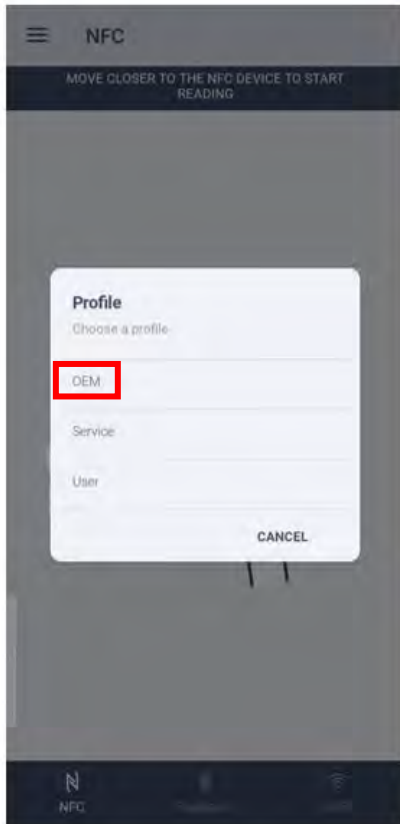 NFC
MOVE CLOSER TO THE NFC DEVICE TO START
READING
Profile
Choose a profile
OEM
Service
User
CANCEL
NFC